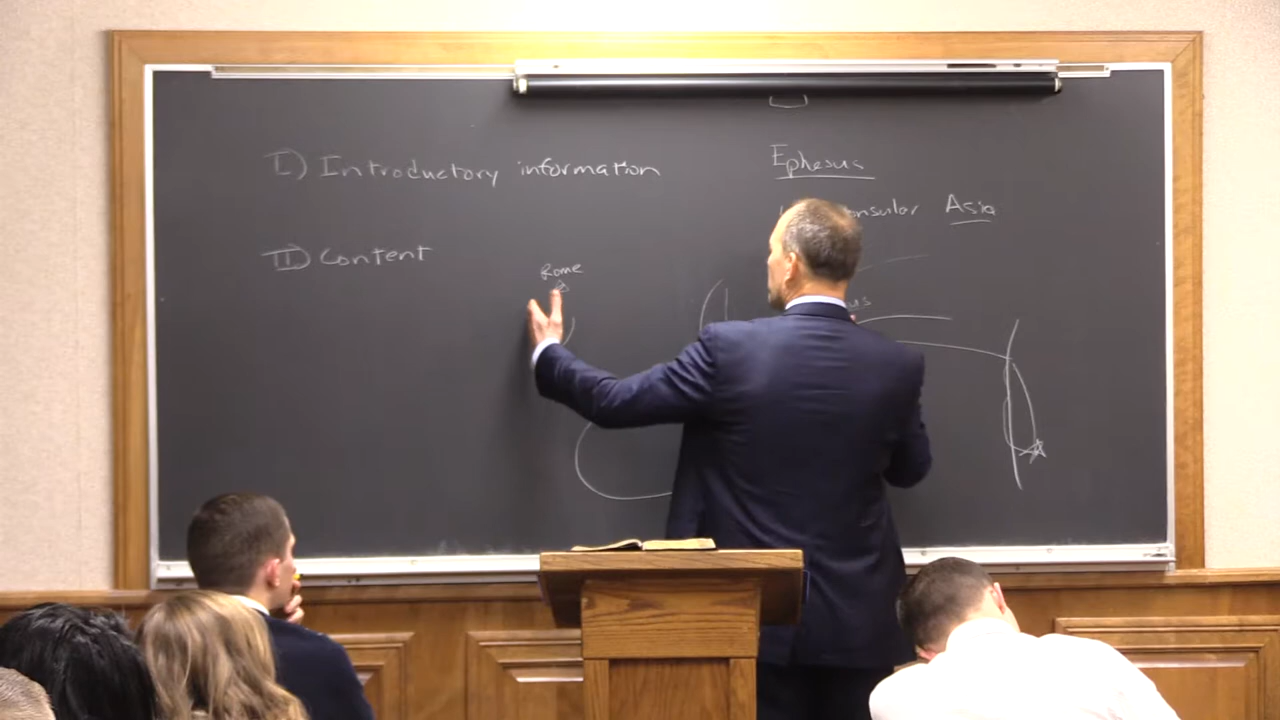 I) Introductory information
II) Content
Rome
Ephesus
Asia